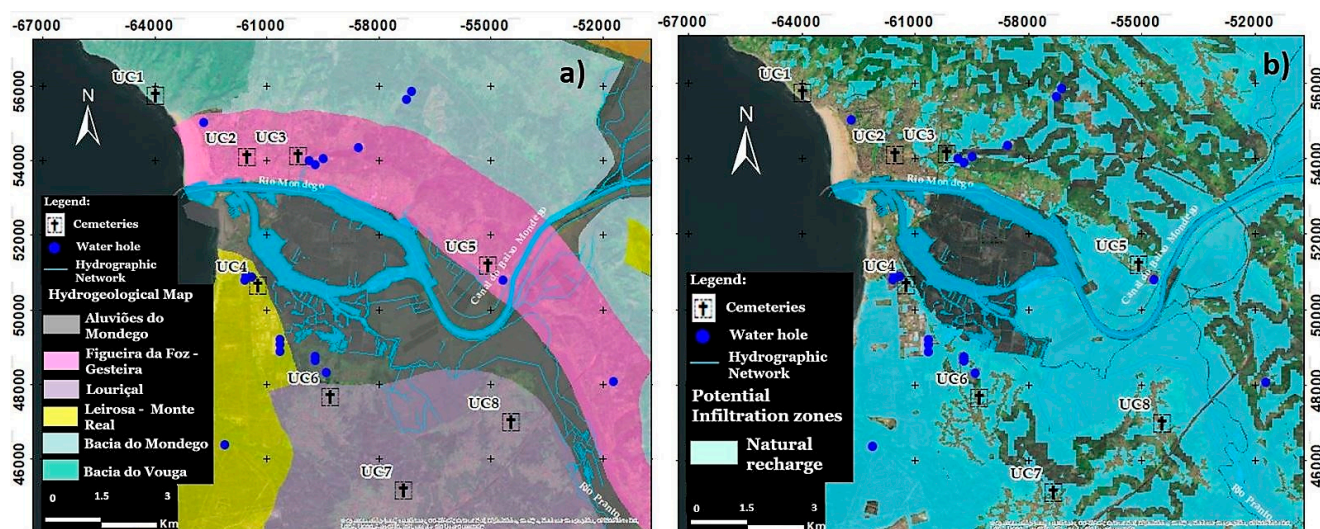 -67000 -64000 -61000 -58000 -55000 -52000
a)
56000
54000
52000
50000
48000
46000
N
UC1
UC2 UC3
Rio Mondego
UC5
Canal do Baixo Mondego
UC4
UC6
UC8
UC7
Rio Pranto
Legend:
Cemeteries
Water hole
Hydrographic
Network
Hydrogeological Map
Aluviões do
Mondego
Figueira da Foz -
Gesteira
Louriçal
Leirosa - Monte
Real
Bacia do Mondego
Bacia do Vouga
0 1.5 3
Km
-67000 -64000 -61000 -58000 -55000 -52000
b)
56000
54000
52000
50000
48000
46000
N
UC1
UC2 UC3
Rio Mondego
UC5
Canal do Baixo Mondego
UC4
UC6
UC8
UC7
Rio Pranto
Legend:
Cemeteries
Water hole
Hydrographic
Network
Potential
Infiltration zones
Natural
recharge
0 1.5 3
Km